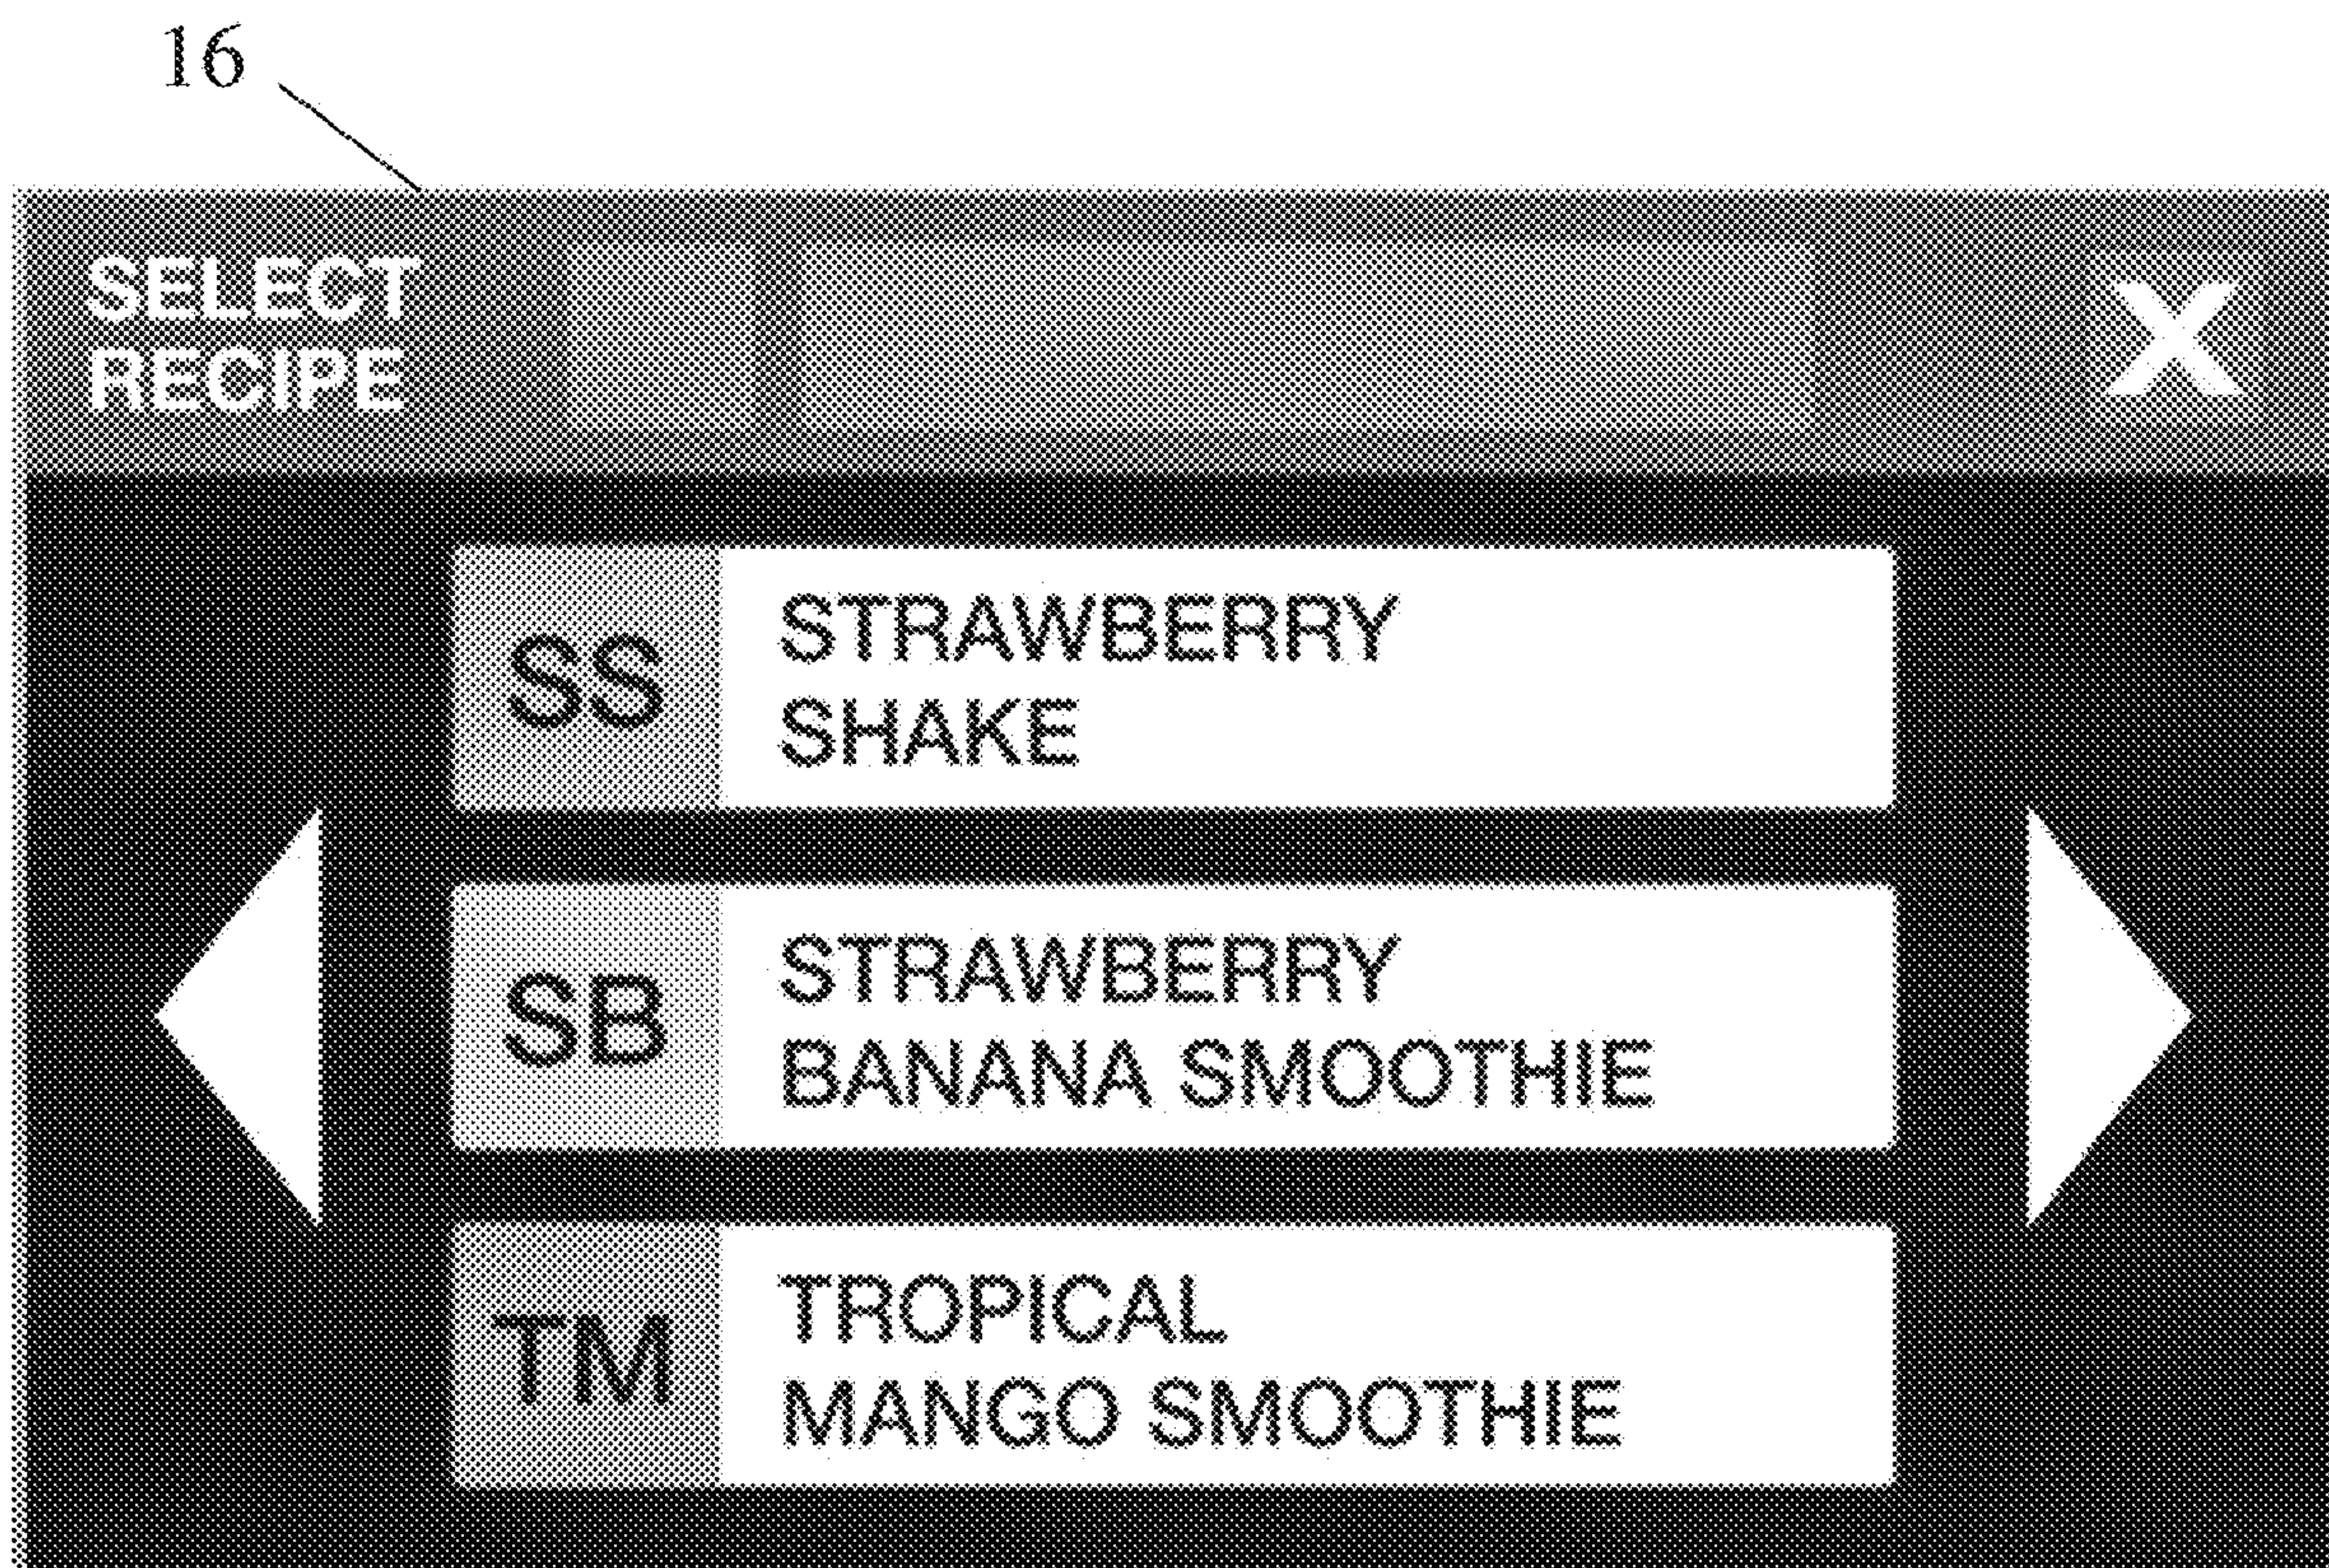 16
SELECT
RECIPE
X
SS
STRAWBERRY
SHAKE
SB
STRAWBERRY
BANANA SMOOTHIE
TM
TROPICAL
MANGO SMOOTHIE